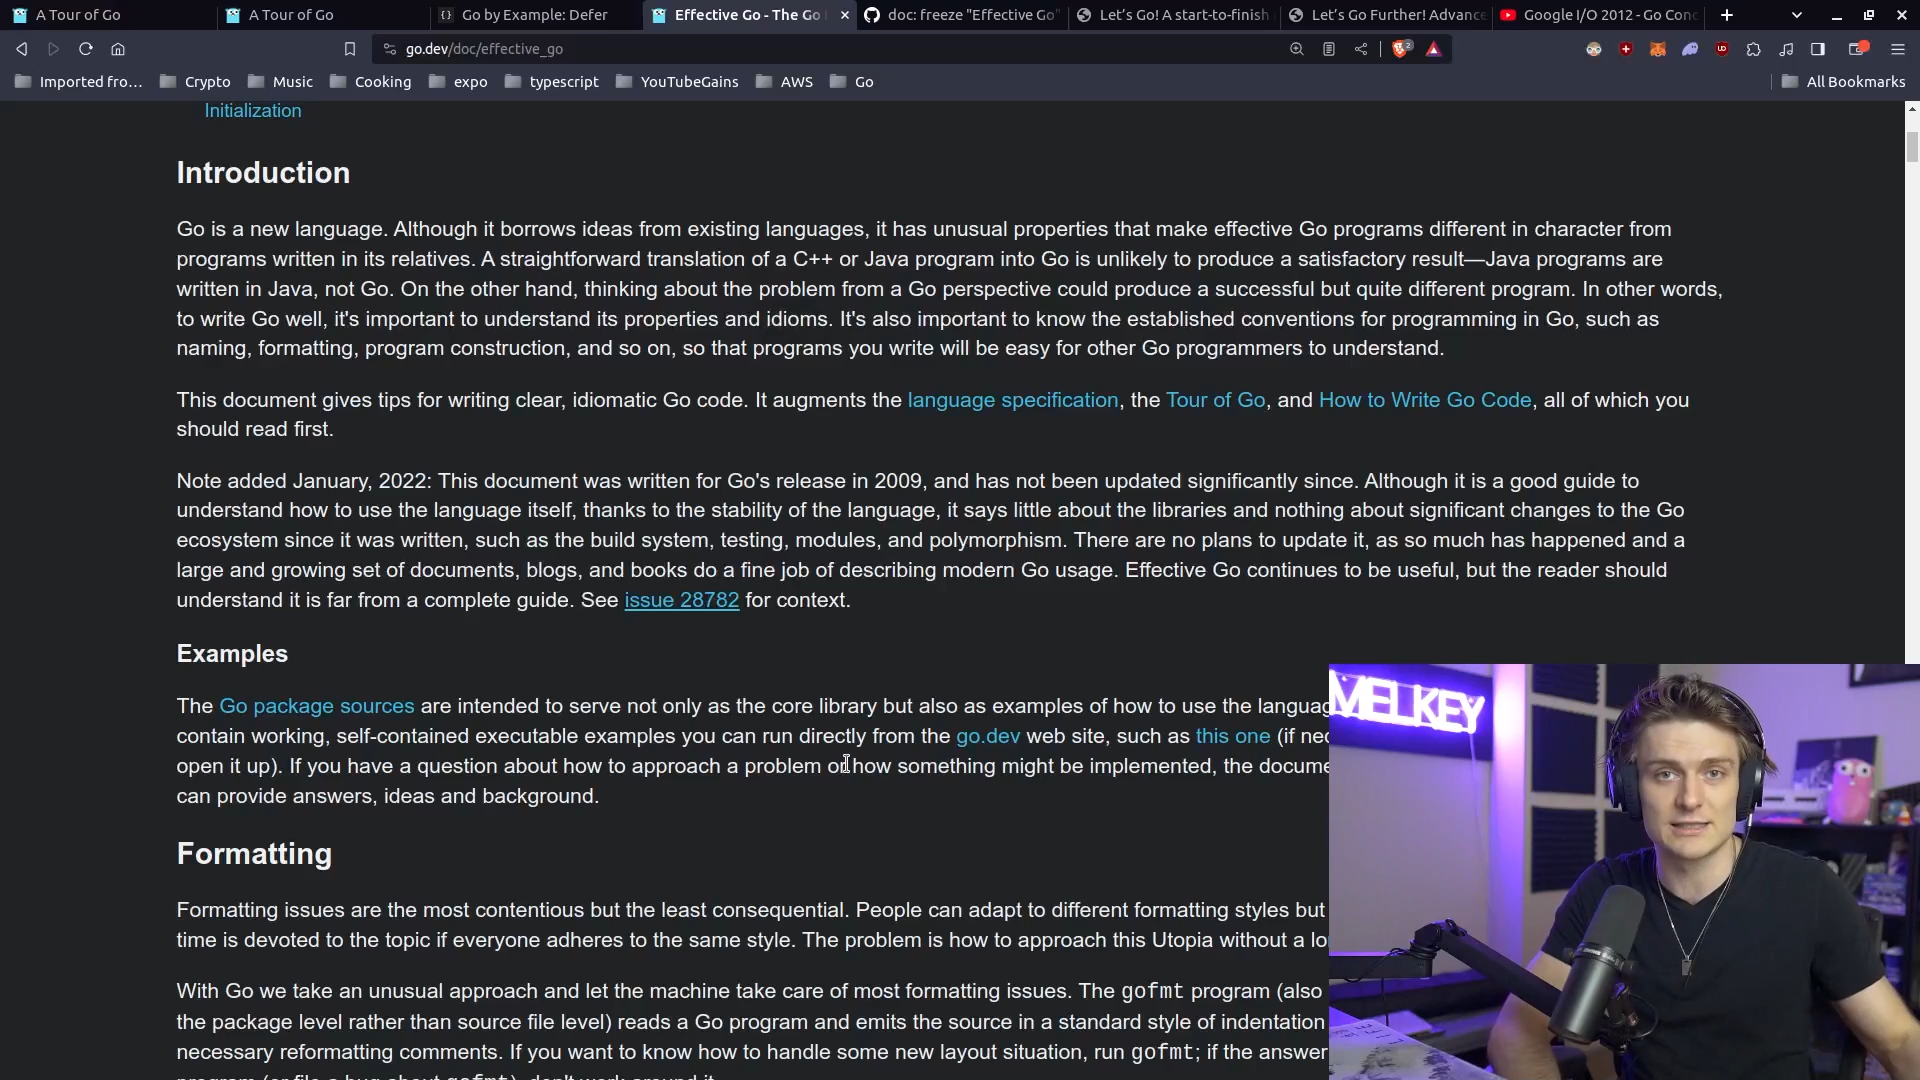 A Tour of Go
A Tour of Go
Go by Example: Defer
Effective Go - The Go
doc: freeze "Effective Go"
Let's Go! A start-to-finish
Let's Go Further! Advance
Google I/O 2012 - Go Conc
go.dev/doc/effective_go
2
Imported fro...
Crypto
Music
Cooking
expo
typescript
YouTubeGains
AWS
Go
All Bookmarks
Initialization
Introduction
Go is a new language. Although it borrows ideas from existing languages, it has unusual properties that make effective Go programs different in character from
programs written in its relatives. A straightforward translation of a C++ or Java program into Go is unlikely to produce a satisfactory result—Java programs are
written in Java, not Go. On the other hand, thinking about the problem from a Go perspective could produce a successful but quite different program. In other words,
to write Go well, it's important to understand its properties and idioms. It's also important to know the established conventions for programming in Go, such as
naming, formatting, program construction, and so on, so that programs you write will be easy for other Go programmers to understand.
This document gives tips for writing clear, idiomatic Go code. It augments the language specification, the Tour of Go, and How to Write Go Code, all of which you
should read first.
Note added January, 2022: This document was written for Go's release in 2009, and has not been updated significantly since. Although it is a good guide to
understand how to use the language itself, thanks to the stability of the language, it says little about the libraries and nothing about significant changes to the Go
ecosystem since it was written, such as the build system, testing, modules, and polymorphism. There are no plans to update it, as so much has happened and a
large and growing set of documents, blogs, and books do a fine job of describing modern Go usage. Effective Go continues to be useful, but the reader should
understand it is far from a complete guide. See issue 28782 for context.
Examples
The Go package sources are intended to serve not only as the core library but also as examples of how to use the languag
contain working, self-contained executable examples you can run directly from the go.dev web site, such as this one (if nec
open it up). If you have a question about how to approach a problem or how something might be implemented, the docume
can provide answers, ideas and background.
MELKEY
Formatting
Formatting issues are the most contentious but the least consequential. People can adapt to different formatting styles but
time is devoted to the topic if everyone adheres to the same style. The problem is how to approach this Utopia without a lo
With Go we take an unusual approach and let the machine take care of most formatting issues. The gofmt program (also
the package level rather than source file level) reads a Go program and emits the source in a standard style of indentation
necessary reformatting comments. If you want to know how to handle some new layout situation, run gofmt; if the answer
program (or file a bug about gofmt), don't work around it.